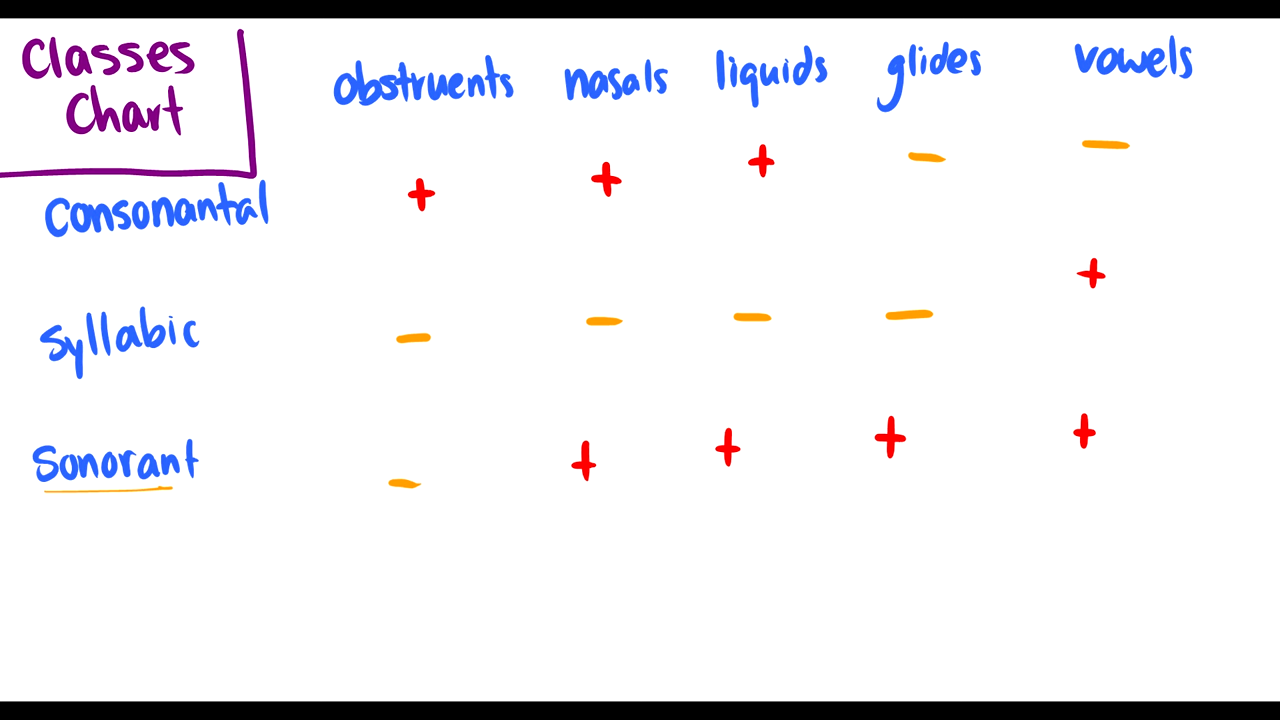 Classes
Chart
obstruents nasals liquids glides vowels
Consonantal + + + − −
Syllabic − − − − +
Sonorant − + + + +